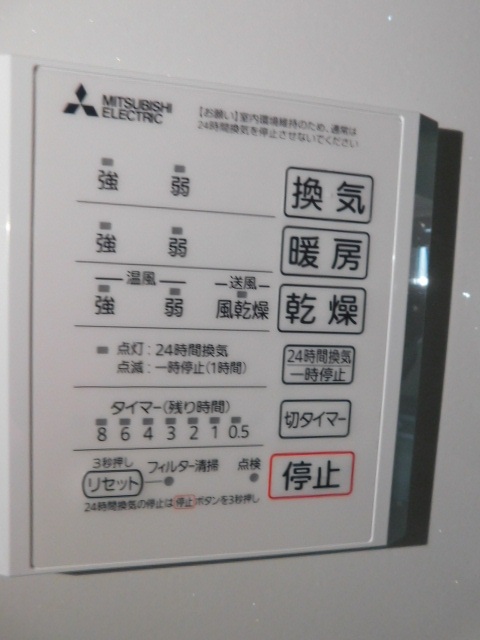 MITSUBISHI
ELECTRIC
【お願い】室内環境維持のため、通常は
24時間換気を停止させないでください
強 弱 換気
強 弱 暖房
温風 送風
強 弱 風乾燥 乾燥
点灯：24時間換気
点滅：一時停止(1時間)
24時間換気
一時停止
タイマー(残り時間)
8 6 4 3 2 1 0.5
切タイマー
3秒押し
リセット フィルター清掃 点検
停止
24時間換気の停止は停止ボタンを3秒押し